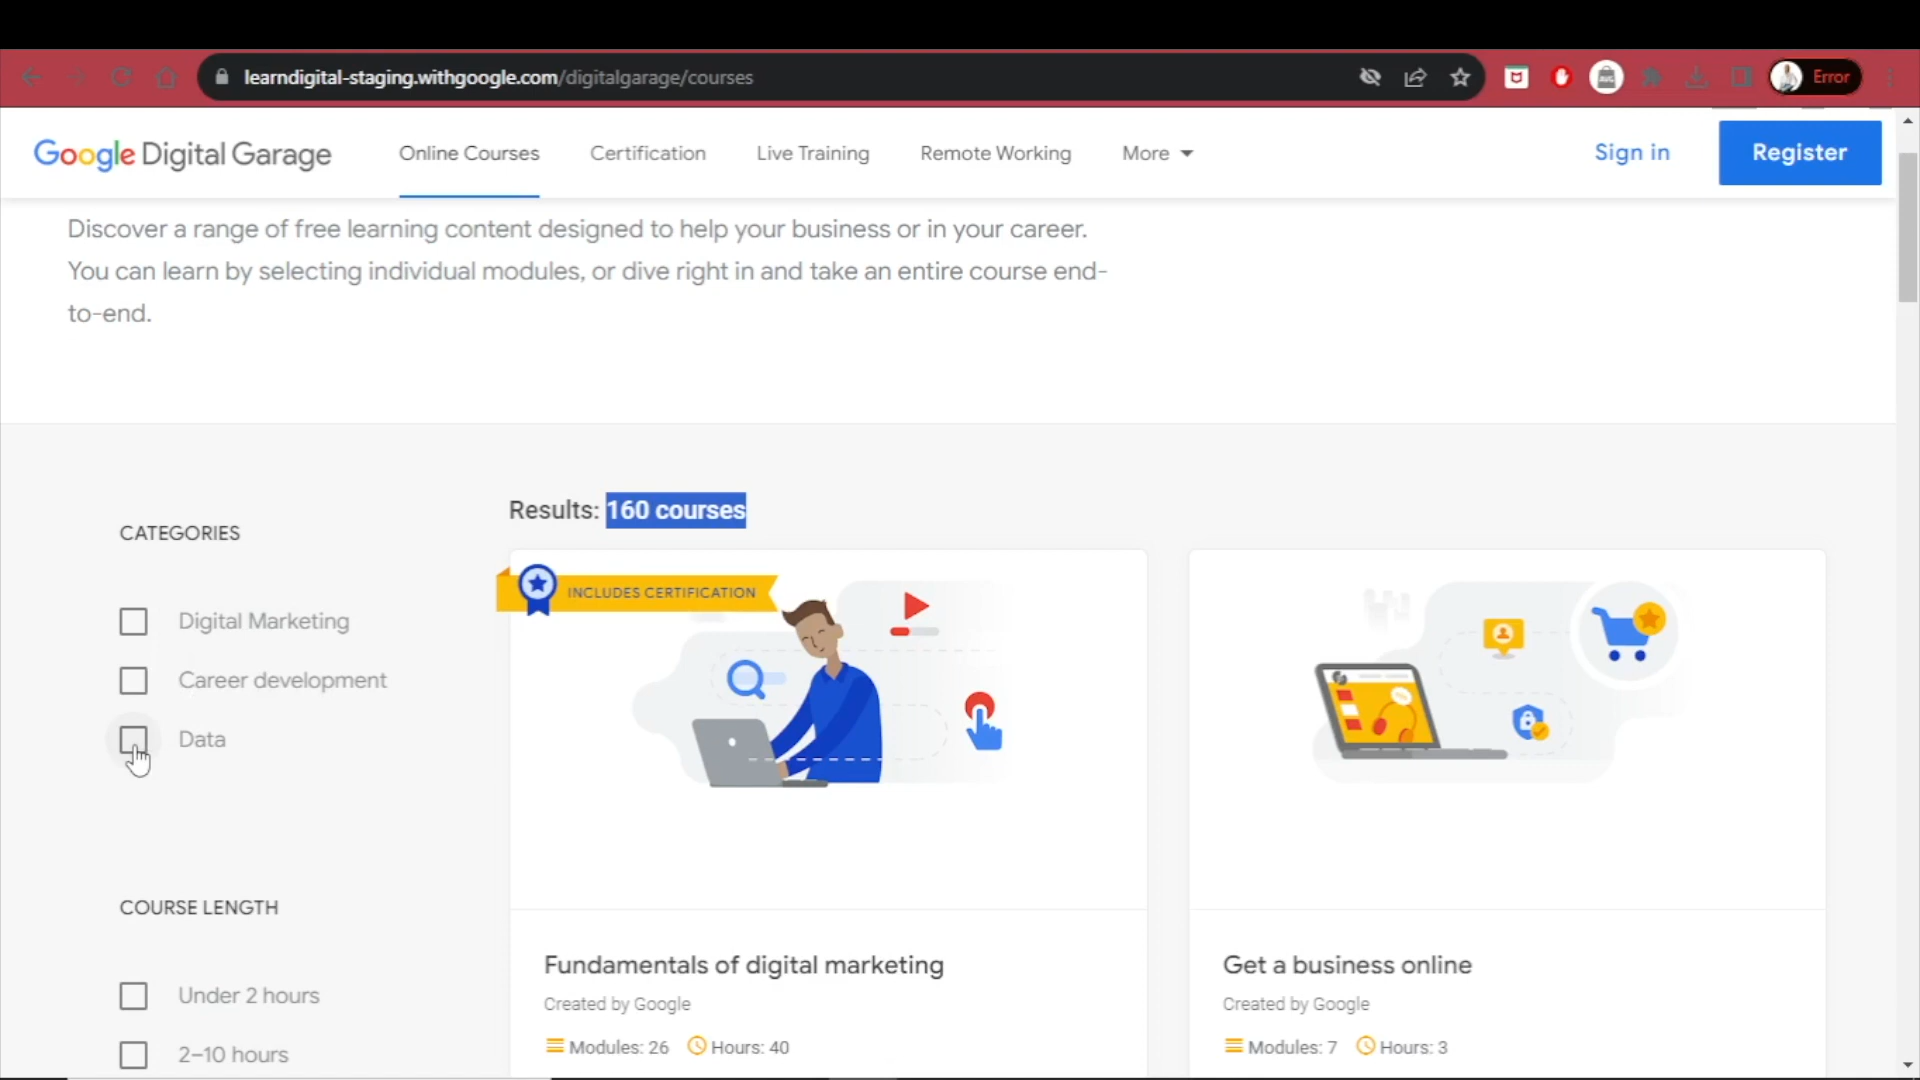 learndigital-staging.withgoogle.com/digitalgarage/courses
Error
Google Digital Garage
Online Courses
Certification
Live Training
Remote Working
More
Sign in
Register
Discover a range of free learning content designed to help your business or in your career.
You can learn by selecting individual modules, or dive right in and take an entire course end-
to-end.
Results: 160 courses
CATEGORIES
Digital Marketing
Career development
Data
COURSE LENGTH
Under 2 hours
2–10 hours
INCLUDES CERTIFICATION
Fundamentals of digital marketing
Created by Google
Modules: 26 Hours: 40
Get a business online
Created by Google
Modules: 7 Hours: 3